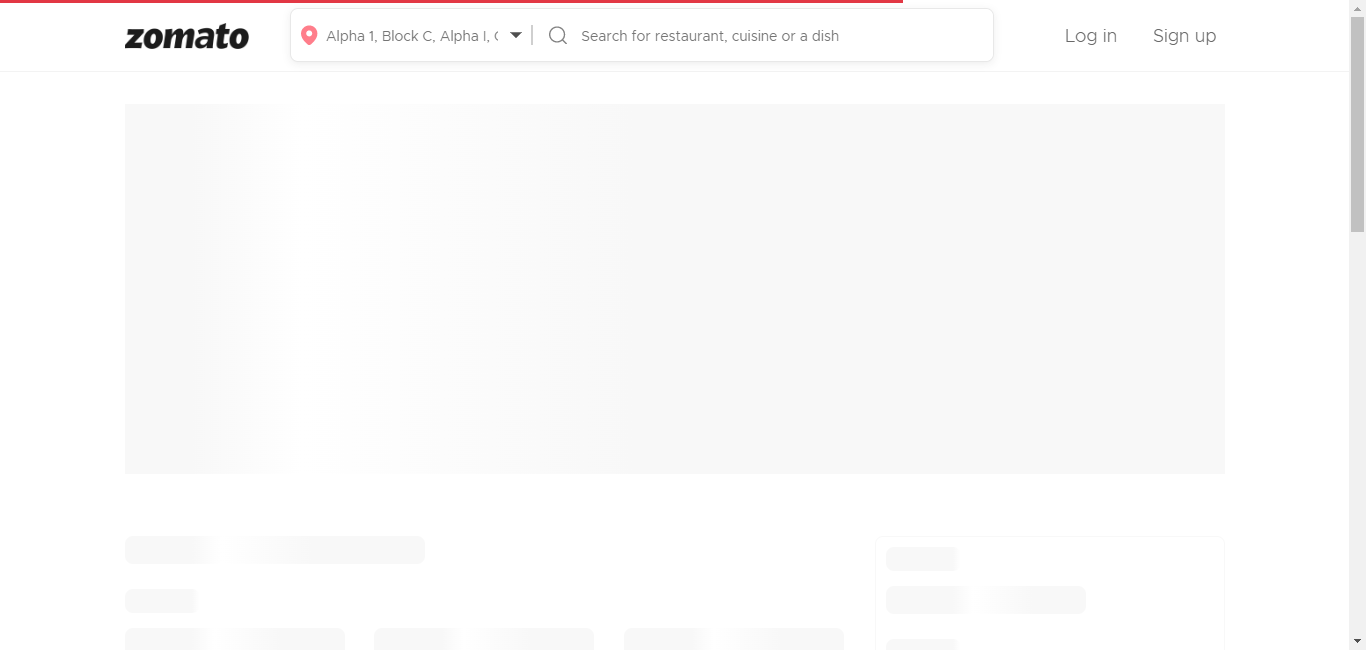 zomato
Alpha 1, Block C, Alpha I,
Search for restaurant, cuisine or a dish
Log in
Sign up